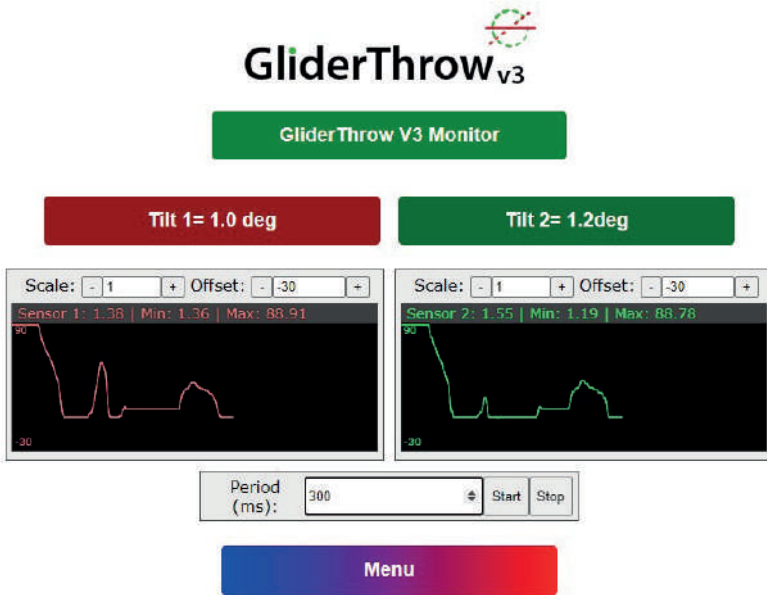 GliderThrow v3
GliderThrow V3 Monitor
Tilt 1= 1.0 deg
Tilt 2= 1.2deg
Scale: - 1 + Offset: - -30 +
Sensor 1: 1.38 | Min: 1.36 | Max: 88.91
90
-30
Scale: - 1 + Offset: - -30 +
Sensor 2: 1.55 | Min: 1.19 | Max: 88.78
90
-30
Period (ms): 300 Start Stop
Menu